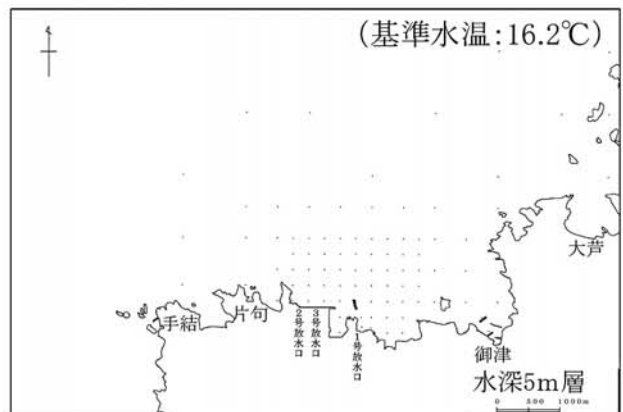 (基準水温:16.2℃)
大芦
手結
片句
2号放水口
3号放水口
1号放水口
御津
水深5m層
0 500 1000m